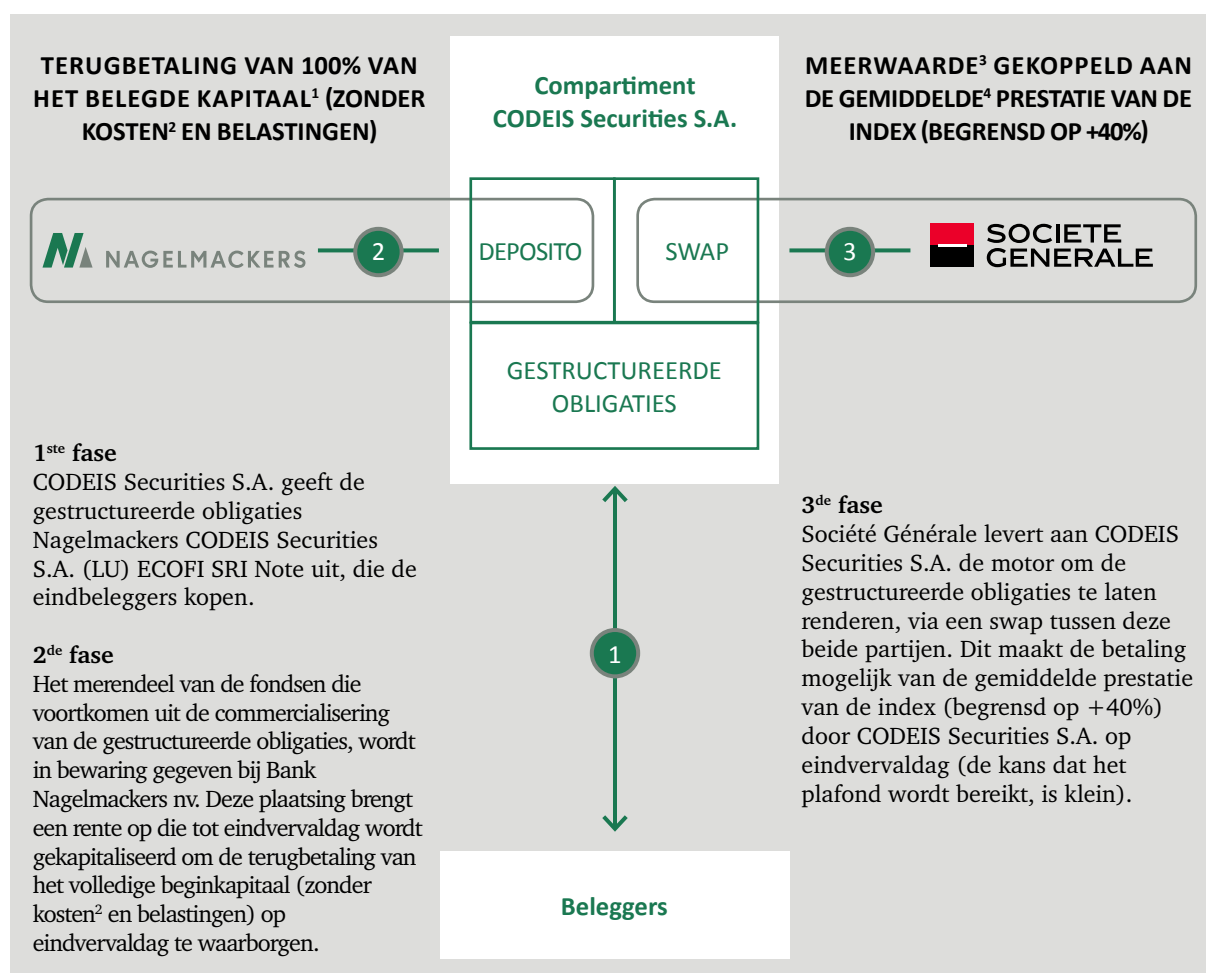 TERUGBETALING VAN 100% VAN
HET BELEGDE KAPITAAL¹ (ZONDER
KOSTEN² EN BELASTINGEN)
Compartiment
CODEIS Securities S.A.
MEERWAARDE³ GEKOPPELD AAN
DE GEMIDDELDE⁴ PRESTATIE VAN DE
INDEX (BEGRENSD OP +40%)
NAGELMACKERS
2
DEPOSITO
SWAP
3
SOCIETE
GENERALE
GESTRUCTUREERDE
OBLIGATIES
1ste fase
CODEIS Securities S.A. geeft de
gestructureerde obligaties
Nagelmackers CODEIS Securities
S.A. (LU) ECOFI SRI Note uit, die de
eindbeleggers kopen.
2de fase
Het merendeel van de fondsen die
voortkomen uit de commercialisering
van de gestructureerde obligaties, wordt
in bewaring gegeven bij Bank
Nagelmackers nv. Deze plaatsing brengt
een rente op die tot eindvervaldag wordt
gekapitaliseerd om de terugbetaling van
het volledige beginkapitaal (zonder
kosten² en belastingen) op
eindvervaldag te waarborgen.
1
3de fase
Société Générale levert aan CODEIS
Securities S.A. de motor om de
gestructureerde obligaties te laten
renderen, via een swap tussen deze
beide partijen. Dit maakt de betaling
mogelijk van de gemiddelde prestatie
van de index (begrensd op +40%)
door CODEIS Securities S.A. op
eindvervaldag (de kans dat het
plafond wordt bereikt, is klein).
Beleggers